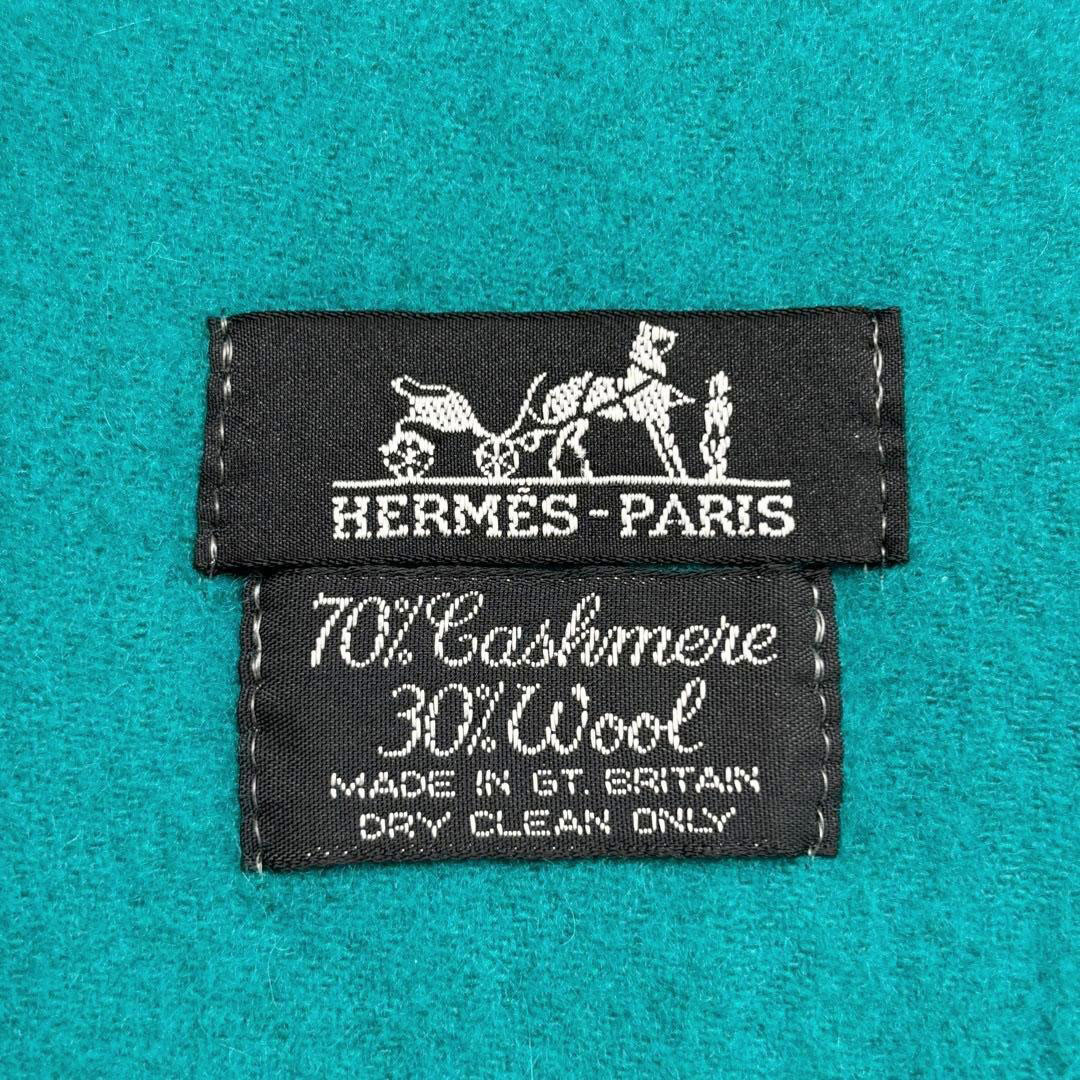 HERMÈS-PARIS
70% Cashmere
30% Wool
MADE IN GT. BRITAIN
DRY CLEAN ONLY